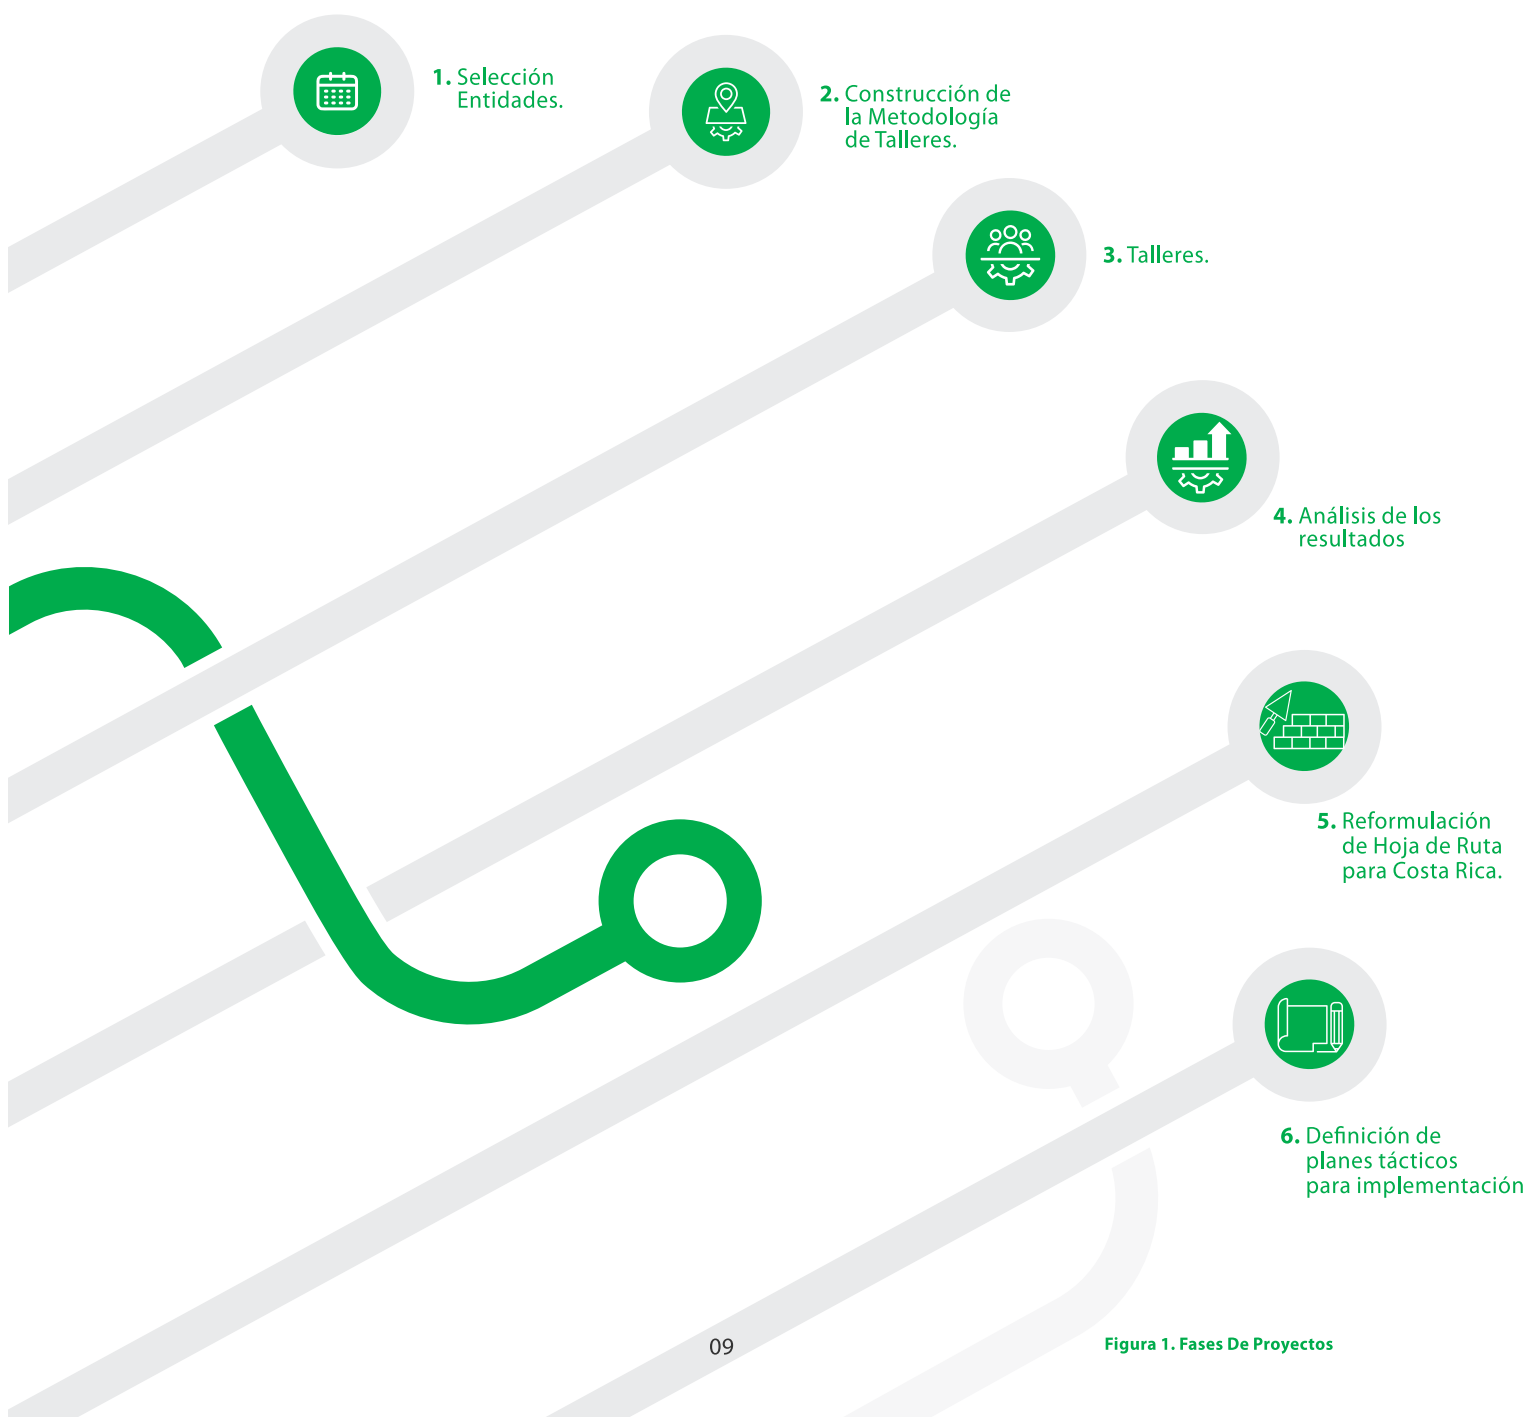 1. Selección
Entidades.
2. Construcción de
la Metodología
de Talleres.
3. Talleres.
4. Análisis de los
resultados
5. Reformulación
de Hoja de Ruta
para Costa Rica.
6. Definición de
planes tácticos
para implementación
09
Figura 1. Fases De Proyectos